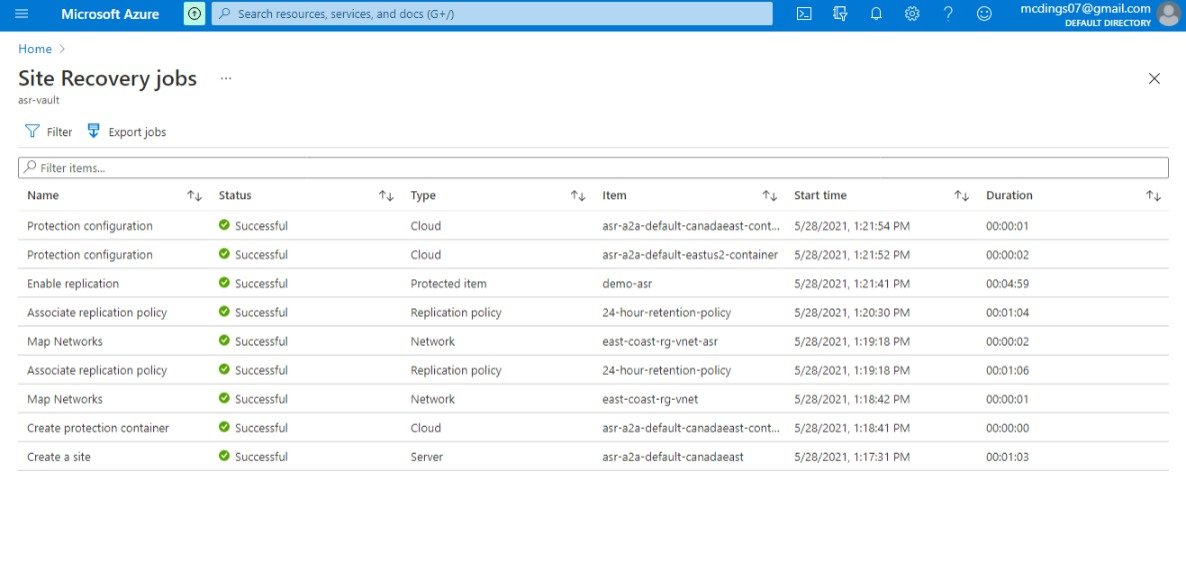 Microsoft Azure Search resources, services, and docs (G+/) ? mcdings07@gmail.com
DEFAULT DIRECTORY
Home >
Site Recovery jobs ...
asr-vault
Filter Export jobs
Filter items...
Name Status Type Item Start time Duration
Protection configuration Successful Cloud asr-a2a-default-canadaeast-cont... 5/28/2021, 1:21:54 PM 00:00:01
Protection configuration Successful Cloud asr-a2a-default-eastus2-container 5/28/2021, 1:21:52 PM 00:00:02
Enable replication Successful Protected item demo-asr 5/28/2021, 1:21:41 PM 00:04:59
Associate replication policy Successful Replication policy 24-hour-retention-policy 5/28/2021, 1:20:30 PM 00:01:04
Map Networks Successful Network east-coast-rg-vnet-asr 5/28/2021, 1:19:18 PM 00:00:02
Associate replication policy Successful Replication policy 24-hour-retention-policy 5/28/2021, 1:19:18 PM 00:01:06
Map Networks Successful Network east-coast-rg-vnet 5/28/2021, 1:18:42 PM 00:00:01
Create protection container Successful Cloud asr-a2a-default-canadaeast-cont... 5/28/2021, 1:18:41 PM 00:00:00
Create a site Successful Server asr-a2a-default-canadaeast 5/28/2021, 1:17:31 PM 00:01:03